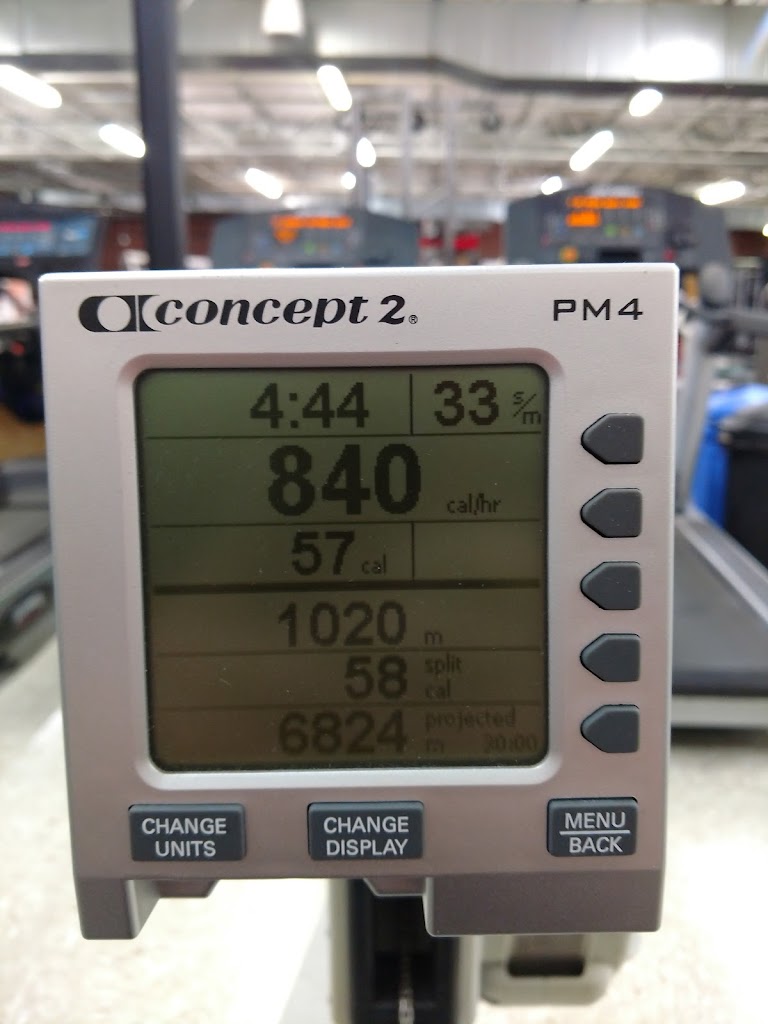 concept 2®
PM4
4:44 33 s/m
840 cal/hr
57 cal
1020 m
58 split cal
6824 projected m 30:00
CHANGE UNITS
CHANGE DISPLAY
MENU BACK